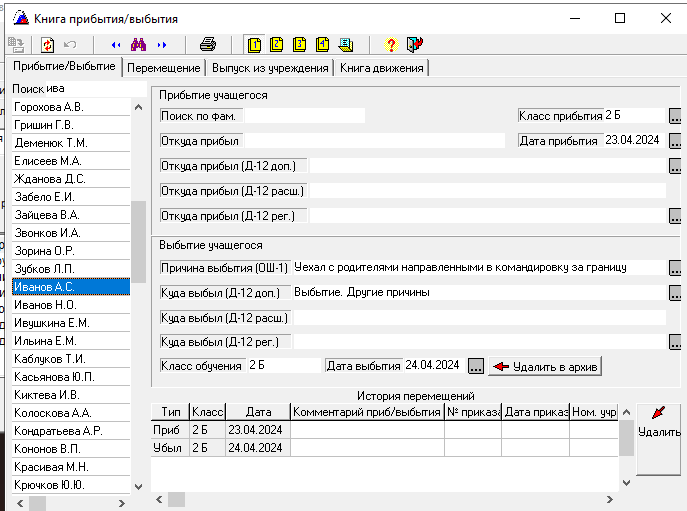 Книга прибытия/выбытия
1 2 3 4 ?
Прибытие/Выбытие Перемещение Выпуск из учреждения Книга движения
Поиск ива
Горохова А.В.
Гришин Г.В.
Деменюк Т.М.
Елисеев М.А.
Жданова Д.С.
Забело Е.И.
Зайцева В.А.
Звонков И.А.
Зорина О.Р.
Зубков Л.П.
Иванов А.С.
Иванов Н.О.
Ивушкина Е.М.
Ильина Е.М.
Каблуков Т.И.
Касьянова Ю.П.
Киктева И.В.
Колоскова А.А.
Кондратьева А.Р.
Кононов В.П.
Красивая М.Н.
Крючков Ю.Ю.
Прибытие учащегося
Поиск по фам. Класс прибытия 2 Б ...
Откуда прибыл Дата прибытия 23.04.2024 ...
Откуда прибыл (Д-12 доп.) ...
Откуда прибыл (Д-12 расш.)
Откуда прибыл (Д-12 рег.) ...
Выбытие учащегося
Причина выбытия (ОШ-1) Уехал с родителями направленными в командировку за границу ...
Куда выбыл (Д-12 доп.) Выбытие. Другие причины ...
Куда выбыл (Д-12 расш.)
Куда выбыл (Д-12 рег.) ...
Класс обучения 2 Б Дата выбытия 24.04.2024 ... Удалить в архив
История перемещений
Тип Класс Дата Комментарий приб/выбытия № приказа Дата приказ Ном. учр
Приб 2 Б 23.04.2024
Убыл 2 Б 24.04.2024
Удалить